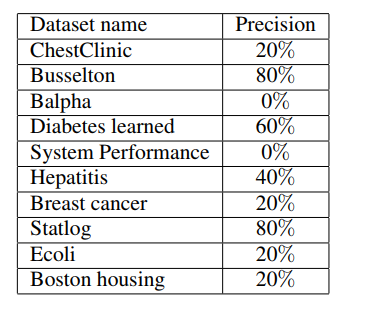 Dataset name Precision
ChestClinic 20%
Busselton 80%
Balpha 0%
Diabetes learned 60%
System Performance 0%
Hepatitis 40%
Breast cancer 20%
Statlog 80%
Ecoli 20%
Boston housing 20%